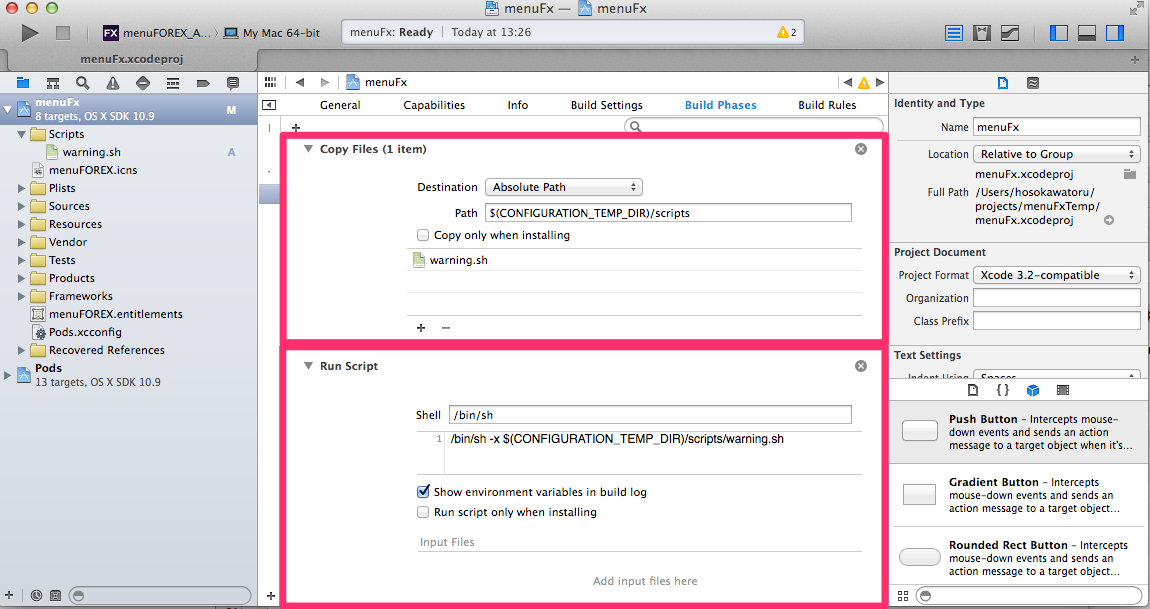 menuFx — menuFx
FX menuFOREX_A... My Mac 64-bit
menuFx: Ready Today at 13:26 2
menuFx.xcodeproj
menuFx
8 targets, OS X SDK 10.9
M
Scripts
warning.sh A
menuFOREX.icns
Plists
Sources
Resources
Vendor
Tests
Products
Frameworks
menuFOREX.entitlements
Pods.xcconfig
Recovered References
Pods
13 targets, OS X SDK 10.9
menuFx
General Capabilities Info Build Settings Build Phases Build Rules
Copy Files (1 item)
Destination Absolute Path
Path $(CONFIGURATION_TEMP_DIR)/scripts
Copy only when installing
warning.sh
Run Script
Shell /bin/sh
1 /bin/sh -x $(CONFIGURATION_TEMP_DIR)/scripts/warning.sh
Show environment variables in build log
Run script only when installing
Input Files
Add input files here
Identity and Type
Name menuFx
Location Relative to Group
menuFx.xcodeproj
Full Path /Users/hosokawatoru/
projects/menuFxTemp/
menuFx.xcodeproj
Project Document
Project Format Xcode 3.2-compatible
Organization
Class Prefix
Text Settings
Indent Using Spaces
{ }
Push Button - Intercepts mouse-
down events and sends an action
message to a target object when it's...
Gradient Button - Intercepts
mouse-down events and sends an
action message to a target object...
Rounded Rect Button - Intercepts
mouse-down events and sends an
action message to a target object...